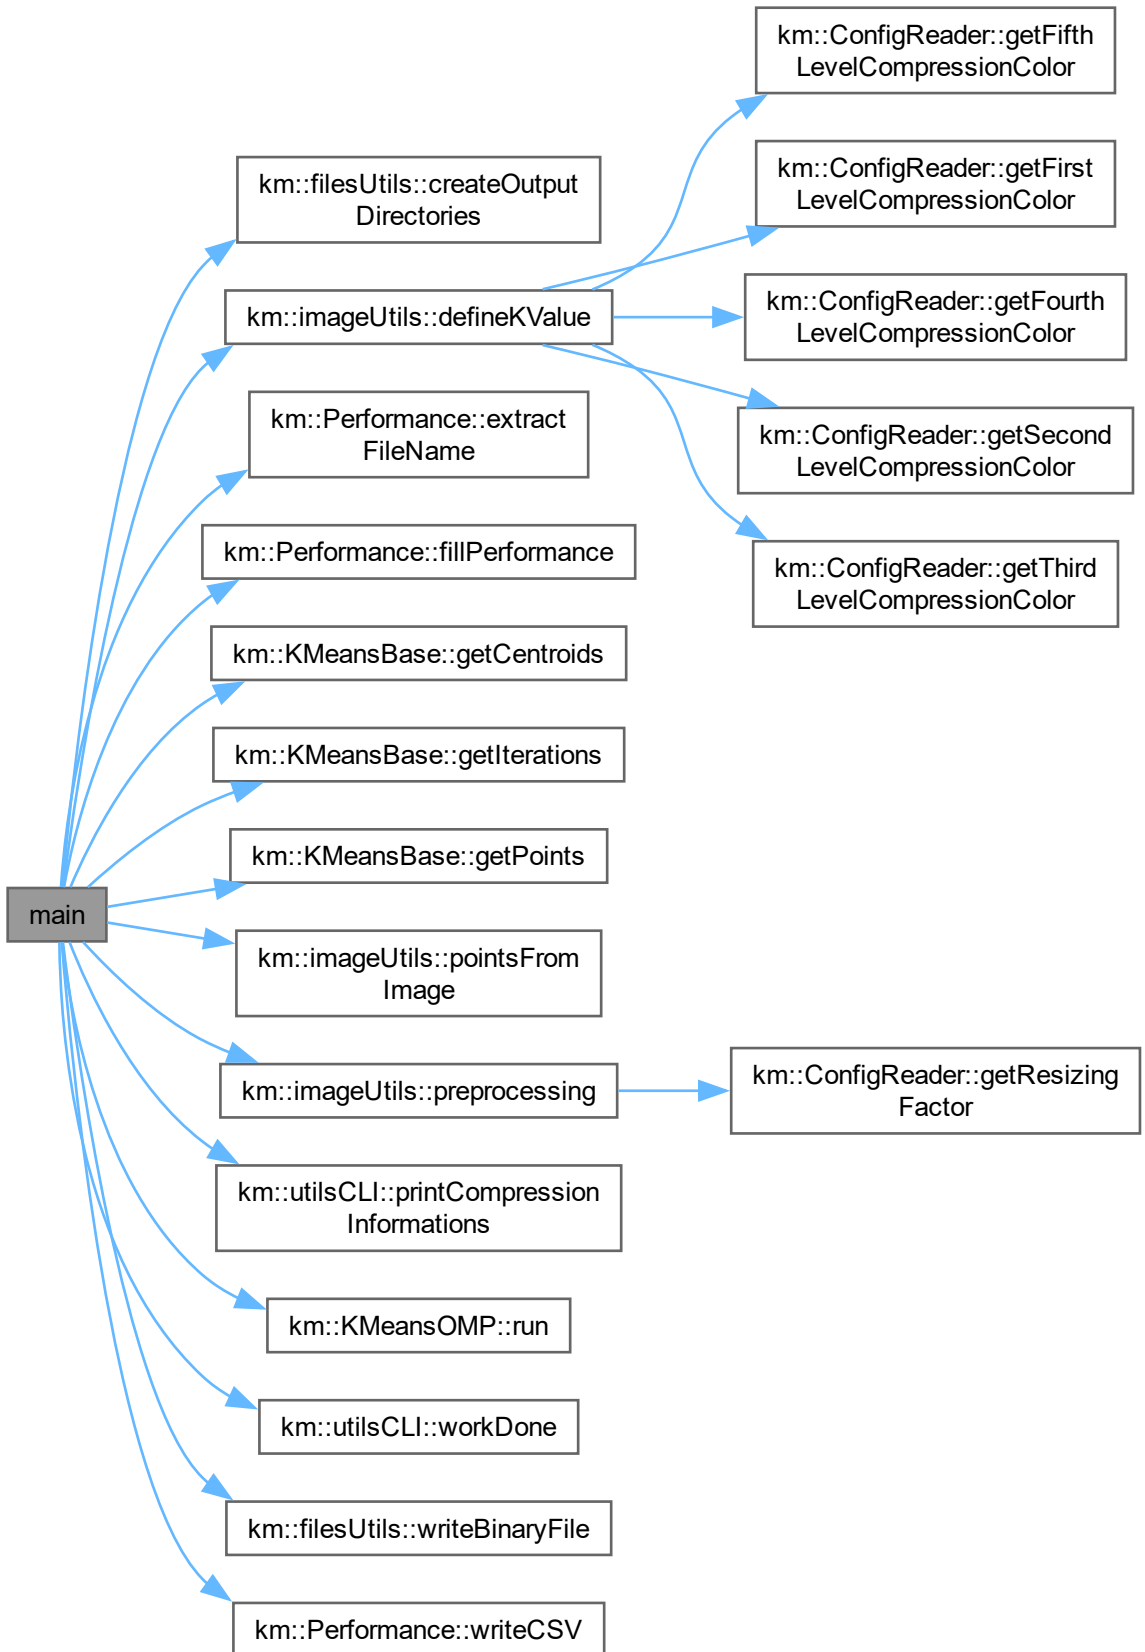 km::ConfigReader::getFifth
LevelCompressionColor
km::ConfigReader::getFirst
LevelCompressionColor
km::filesUtils::createOutput
Directories
km::imageUtils::defineKValue
km::ConfigReader::getFourth
LevelCompressionColor
km::Performance::extract
FileName
km::ConfigReader::getSecond
LevelCompressionColor
km::Performance::fillPerformance
km::ConfigReader::getThird
LevelCompressionColor
km::KMeansBase::getCentroids
km::KMeansBase::getIterations
km::KMeansBase::getPoints
main
km::imageUtils::pointsFrom
Image
km::imageUtils::preprocessing
km::ConfigReader::getResizing
Factor
km::utilsCLI::printCompression
Informations
km::KMeansOMP::run
km::utilsCLI::workDone
km::filesUtils::writeBinaryFile
km::Performance::writeCSV